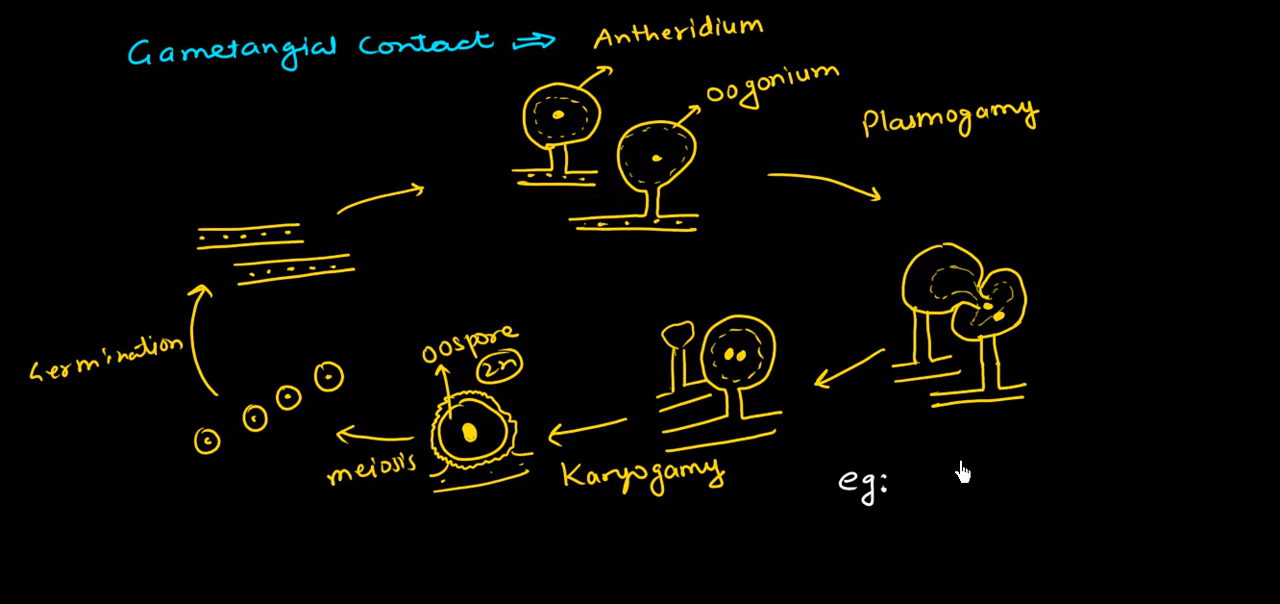 Gametangial Contact ⇒ Antheridium
oogonium
Plasmogamy
Germination
oospore
2n
meiosis
Karyogamy
eg: